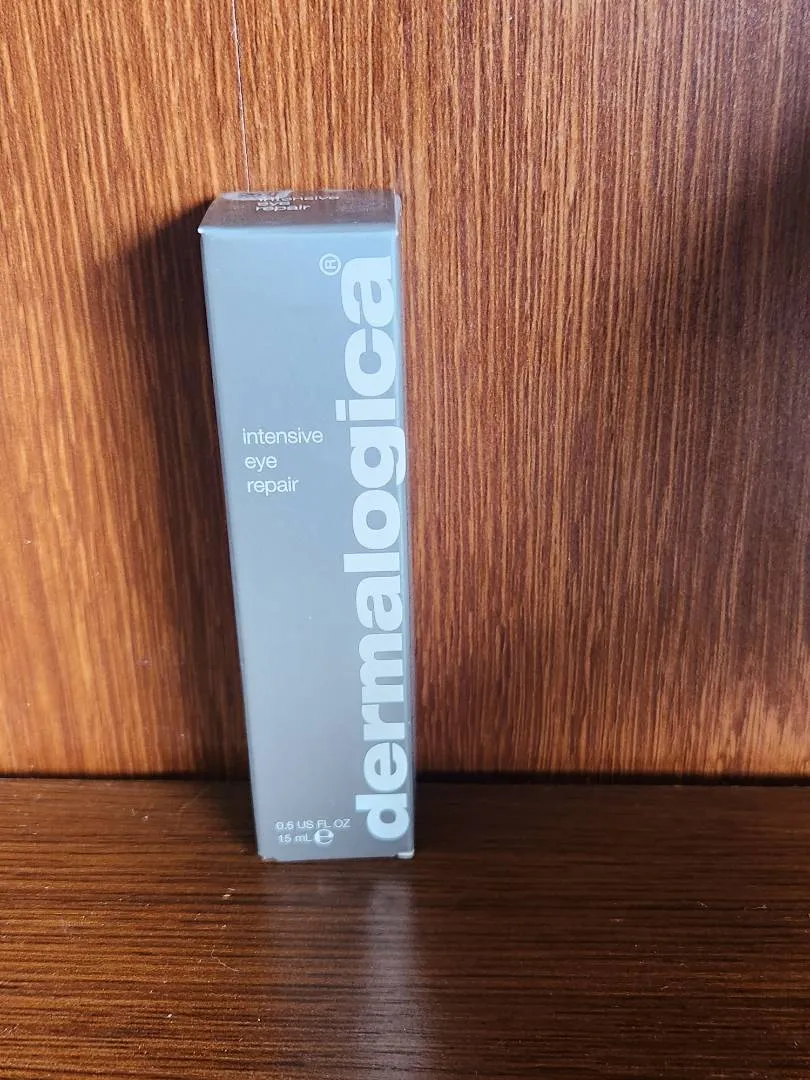 intensive
eye
repair
dermalogica®
intensive
eye
repair
0.5 US FL OZ
15 mL ℮